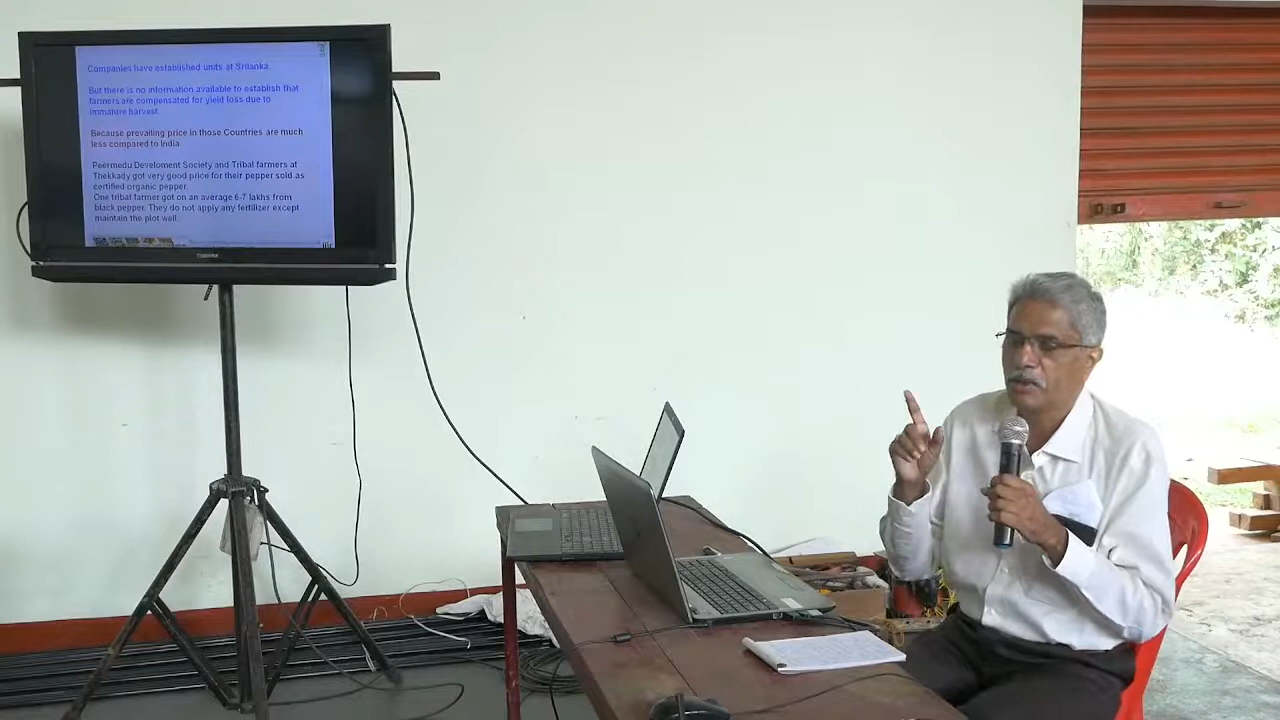 Companies have established units at Srilanka.
But there is no information available to establish that
farmers are compensated for yield loss due to
immature harvest.
Because prevailing price in those Countries are much
less compared to India
Peermedu Develoment Society and Tribal farmers at
Thekkady got very good price for their pepper sold as
certified organic pepper.
One tribal farmer got on an average 6-7 lakhs from
black pepper. They do not apply any fertilizer except
maintain the plot well.
TOSHIBA